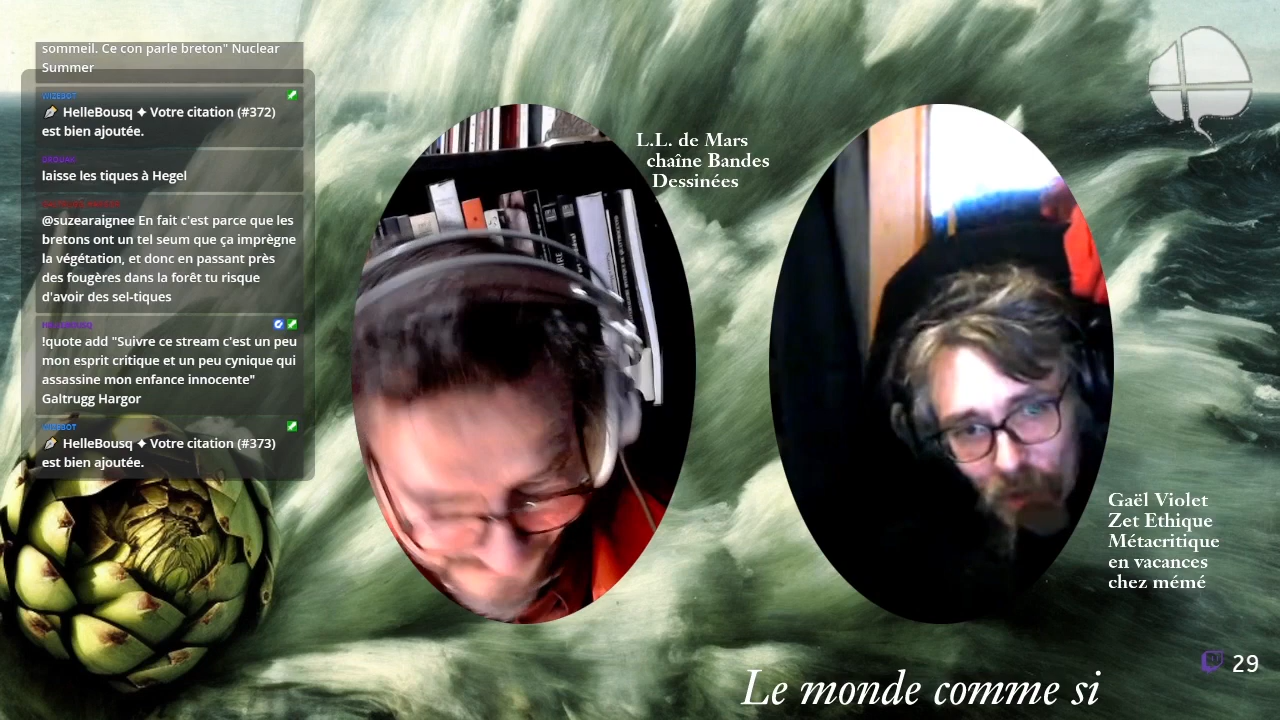 sommeil. Ce con parle breton" Nuclear
Summer
WIZEBOT
HelleBousq ✦ Votre citation (#372)
est bien ajoutée.
laisse les tiques à Hegel
@suzearaignee En fait c'est parce que les
bretons ont un tel seum que ça imprègne
la végétation, et donc en passant près
des fougères dans la forêt tu risque
d'avoir des sel-tiques
HELLEBOUSQ
!quote add "Suivre ce stream c'est un peu
mon esprit critique et un peu cynique qui
assassine mon enfance innocente"
Galtrugg Hargor
WIZEBOT
HelleBousq ✦ Votre citation (#373)
est bien ajoutée.
L.L. de Mars
chaîne Bandes
Dessinées
Gaël Violet
Zet Ethique
Métacritique
en vacances
chez mémé
29
Le monde comme si